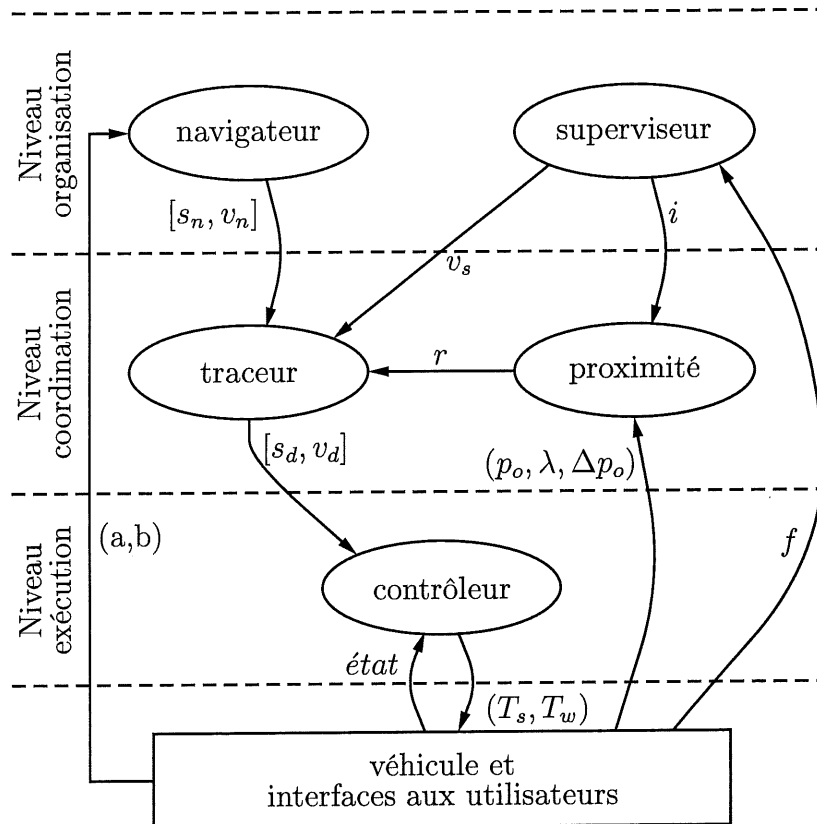 Niveau
organisation
navigateur
superviseur
[s_n, v_n]
i
v_s
Niveau
coordination
traceur
r
proximité
[s_d, v_d]
(p_o, λ, Δp_o)
Niveau
exécution
(a,b)
f
contrôleur
état
(T_s, T_w)
véhicule et
interfaces aux utilisateurs